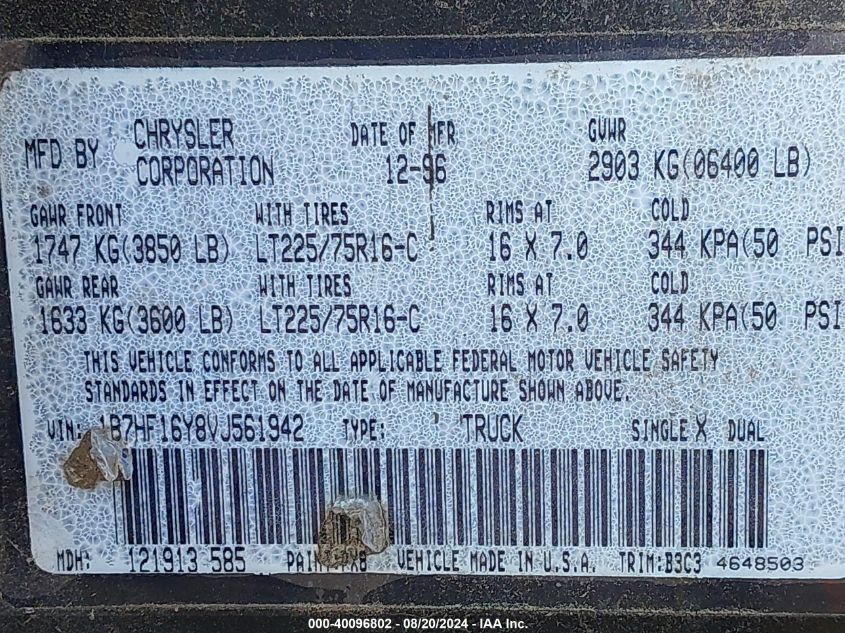 MFD BY CHRYSLER CORPORATION DATE OF MFR 12-96 GVWR 2903 KG(06400 LB)
GAWR FRONT WITH TIRES RIMS AT COLD
1747 KG(3850 LB) LT225/75R16-C 16 X 7.0 344 KPA(50 PSI
GAWR REAR WITH TIRES RIMS AT COLD
1633 KG(3600 LB) LT225/75R16-C 16 X 7.0 344 KPA(50 PSI
THIS VEHICLE CONFORMS TO ALL APPLICABLE FEDERAL MOTOR VEHICLE SAFETY
STANDARDS IN EFFECT ON THE DATE OF MANUFACTURE SHOWN ABOVE.
VIN: 1B7HF16Y8VJ561942 TYPE: TRUCK SINGLE X DUAL
MDH: 121913 585 VEHICLE MADE IN U.S.A. TRIM:B3C3 4648503
000-40096802 - 08/20/2024 - IAA Inc.